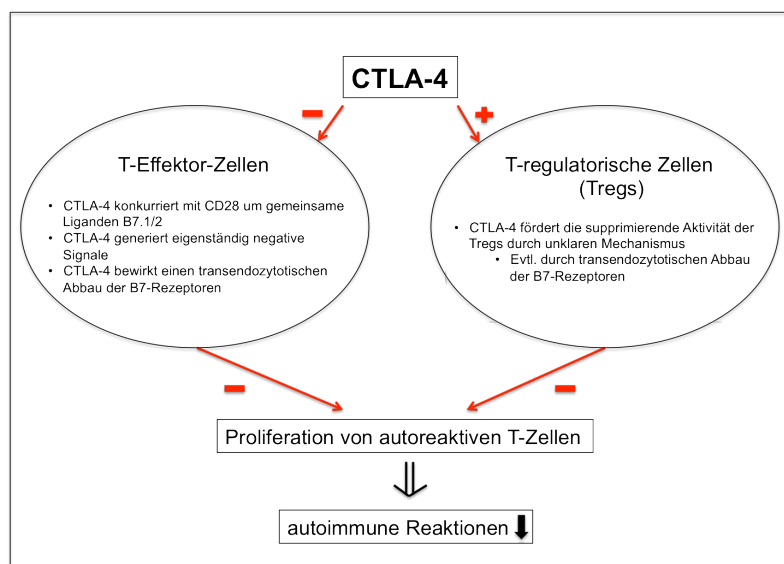 CTLA-4
T-Effektor-Zellen
• CTLA-4 konkurriert mit CD28 um gemeinsame
Liganden B7.1/2
• CTLA-4 generiert eigenständig negative
Signale
• CTLA-4 bewirkt einen transendozytotischen
Abbau der B7-Rezeptoren
T-regulatorische Zellen
(Tregs)
• CTLA-4 fördert die supprimierende Aktivität der
Tregs durch unklaren Mechanismus
• Evtl. durch transendozytotischen Abbau
der B7-Rezeptoren
Proliferation von autoreaktiven T-Zellen
autoimmune Reaktionen